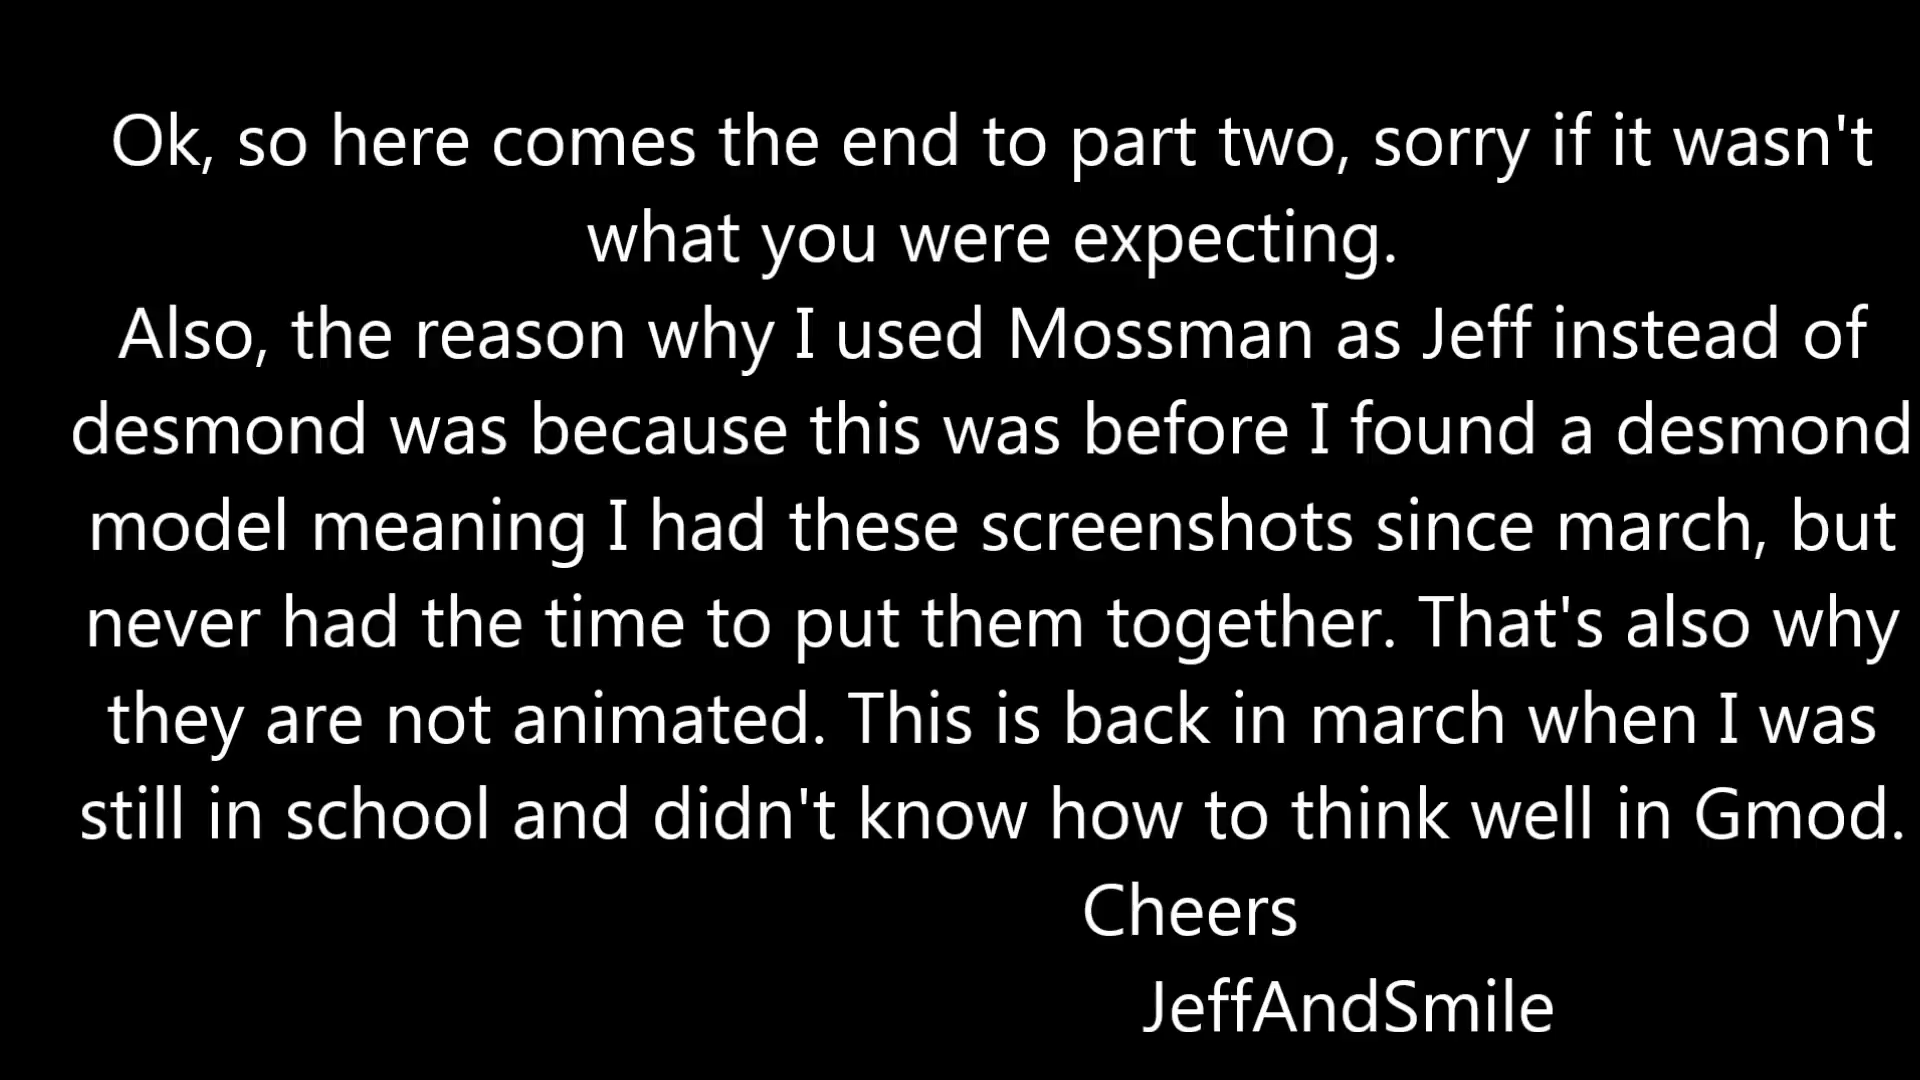 Ok, so here comes the end to part two, sorry if it wasn't
what you were expecting.
Also, the reason why I used Mossman as Jeff instead of
desmond was because this was before I found a desmond
model meaning I had these screenshots since march, but
never had the time to put them together. That's also why
they are not animated. This is back in march when I was
still in school and didn't know how to think well in Gmod.
Cheers
JeffAndSmile